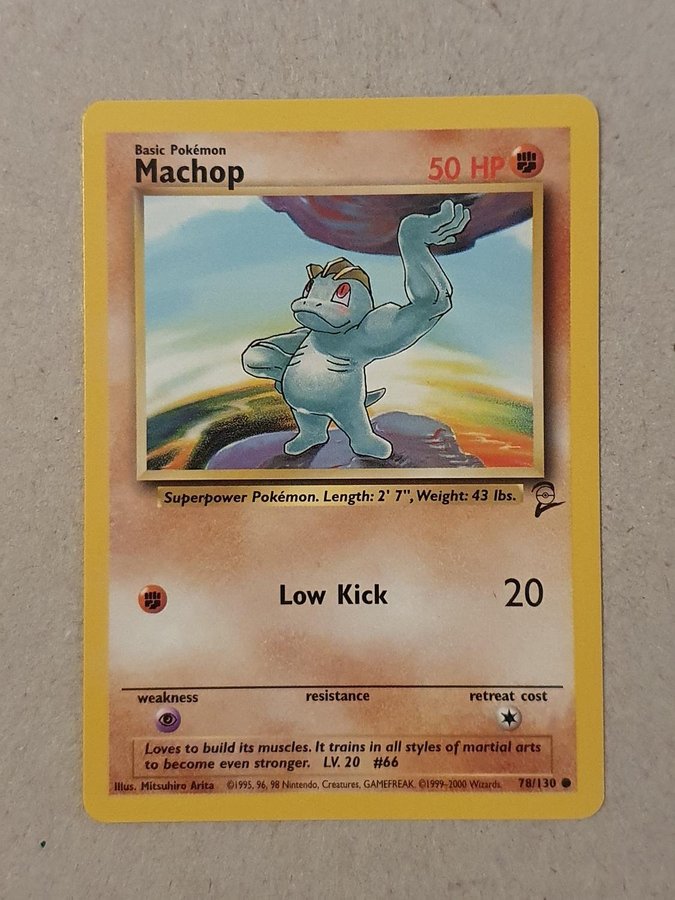 Basic Pokémon
Machop
50 HP
Superpower Pokémon. Length: 2' 7", Weight: 43 lbs.
Low Kick 20
weakness resistance retreat cost
Loves to build its muscles. It trains in all styles of martial arts
to become even stronger. LV. 20 #66
Illus. Mitsuhiro Arita ©1995, 96, 98 Nintendo, Creatures, GAMEFREAK. ©1999-2000 Wizards. 78/130